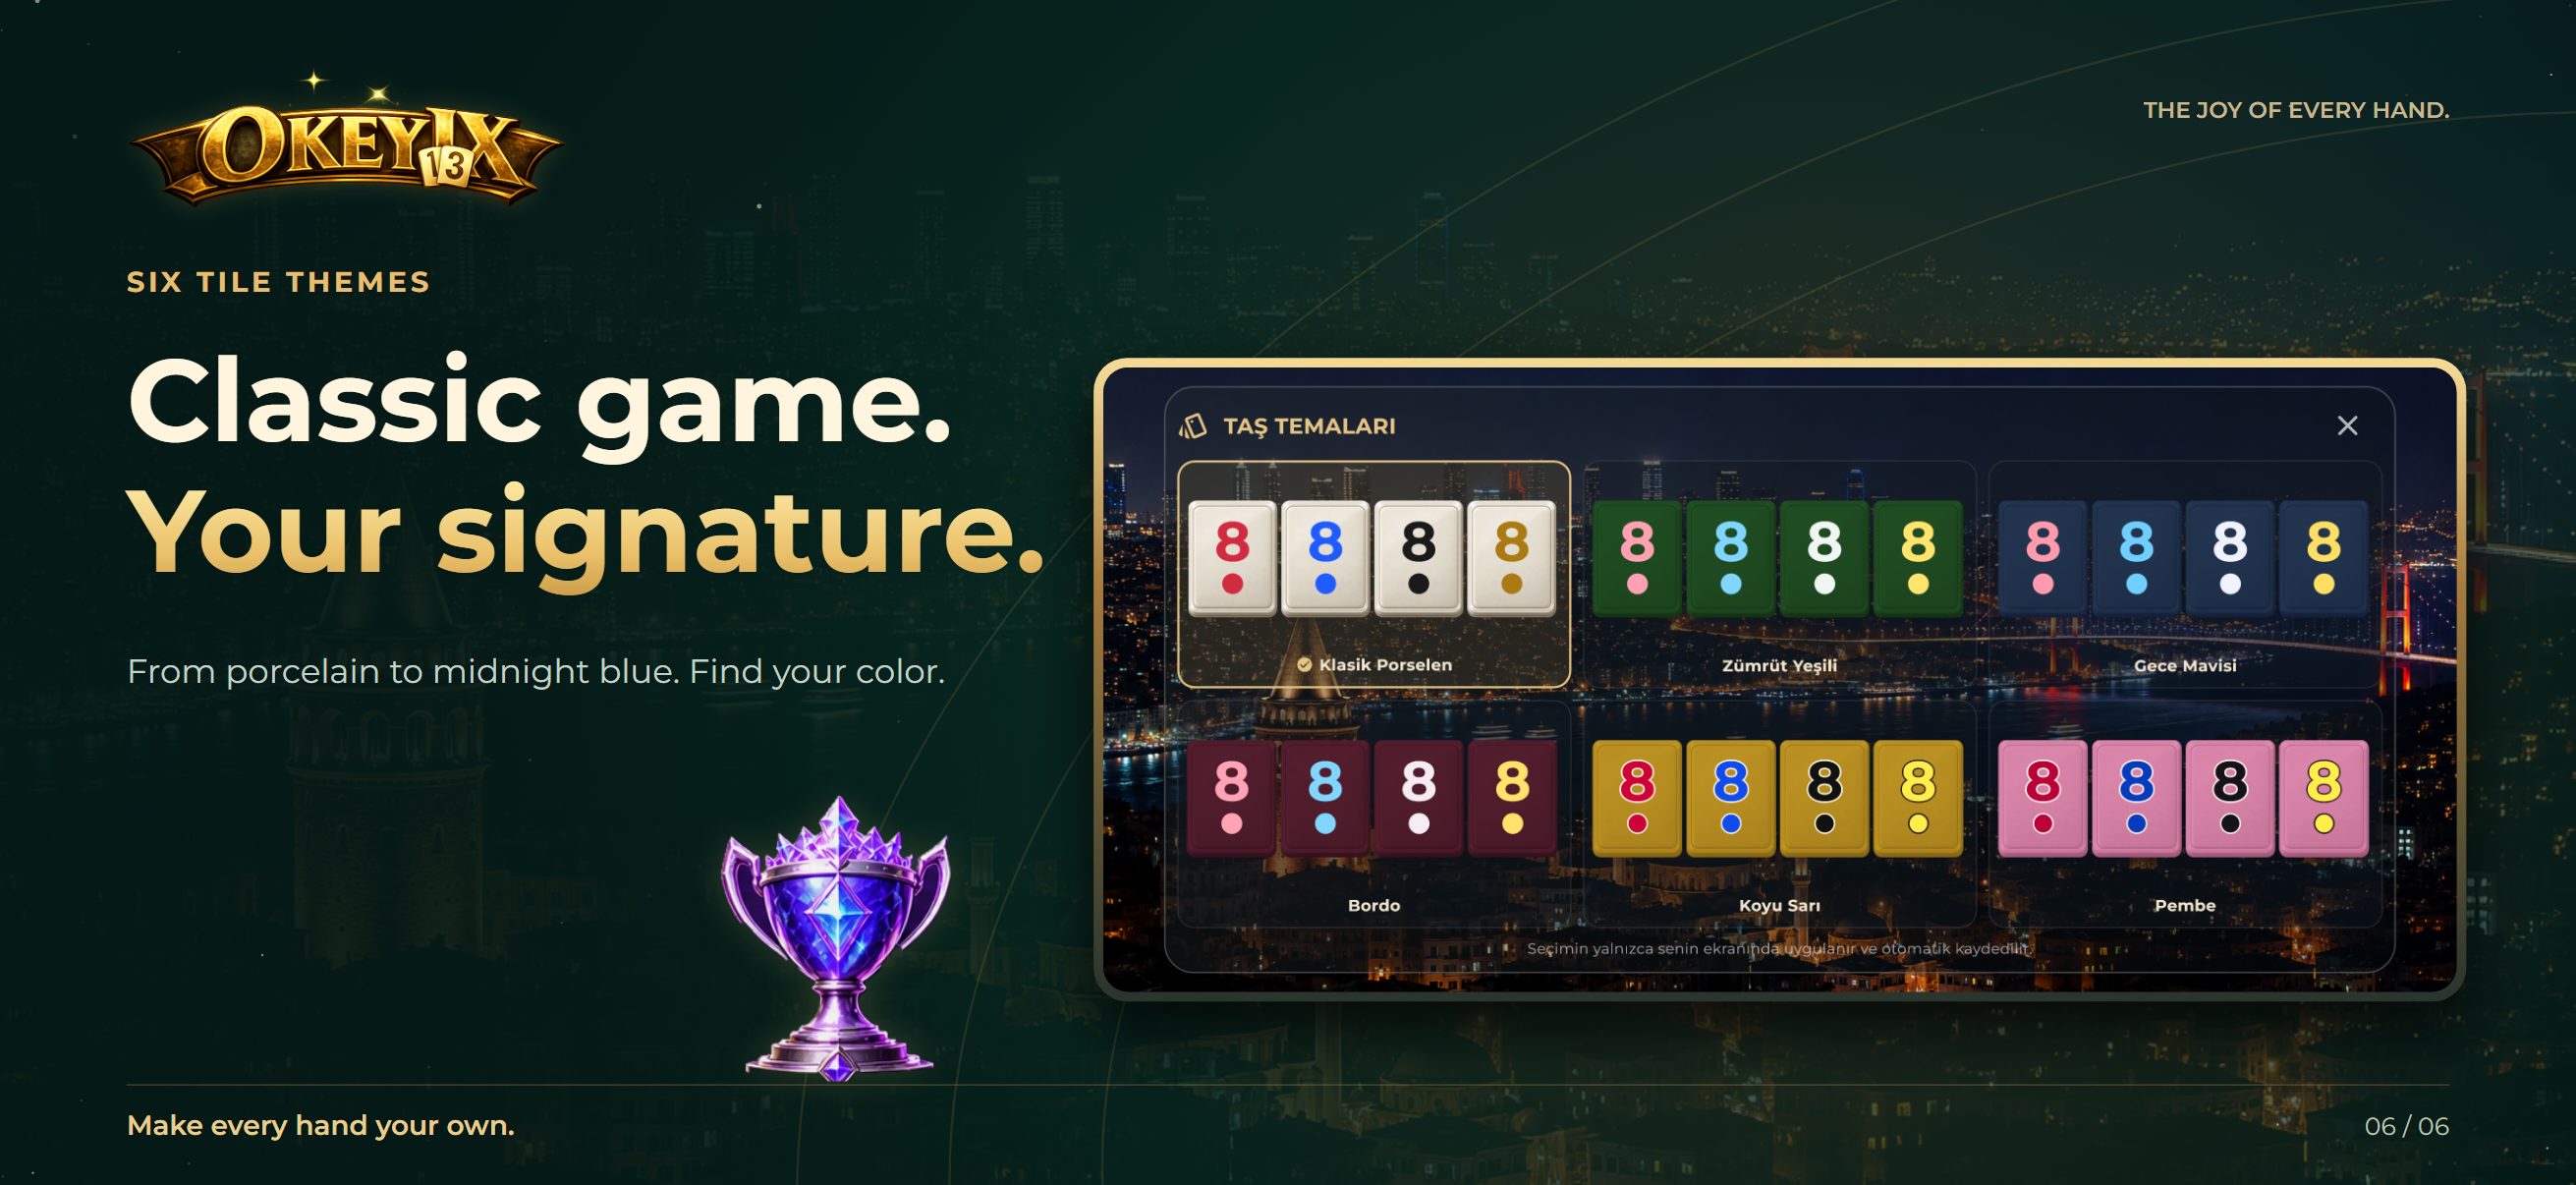 OKEYIX
13
THE JOY OF EVERY HAND.
SIX TILE THEMES
Classic game.
Your signature.
From porcelain to midnight blue. Find your color.
TAŞ TEMALARI
8 8 8 8
8 8 8 8
8 8 8 8
Klasik Porselen
Zümrüt Yeşili
Gece Mavisi
8 8 8 8
8 8 8 8
8 8 8 8
Bordo
Koyu Sarı
Pembe
Seçimin yalnızca senin ekranında uygulanır ve otomatik kaydedilir.
Make every hand your own.
06 / 06